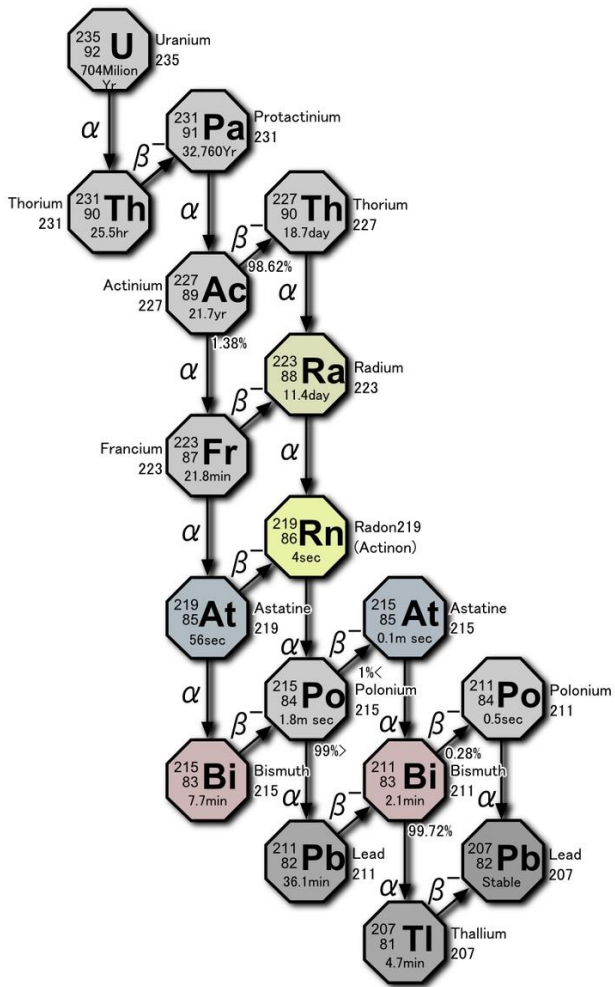 235
92 U
704Milion
Yr
Uranium
235
α
β−
231
91 Pa
32,760Yr
Protactinium
231
Thorium
231
231
90 Th
25.5hr
α
β−
98.62%
227
90 Th
18.7day
Thorium
227
Actinium
227
227
89 Ac
21.7yr
1.38%
α
α
β−
223
88 Ra
11.4day
Radium
223
Francium
223
223
87 Fr
21.8min
α
α
β−
219
86 Rn
4sec
Radon219
(Actinon)
219
85 At
56sec
Astatine
219
α
β−
1%<
215
85 At
0.1m sec
Astatine
215
α
β−
215
84 Po
1.8m sec
Polonium
215
99%>
α
β−
0.28%
211
84 Po
0.5sec
Polonium
211
215
83 Bi
7.7min
Bismuth
215
α
β−
211
83 Bi
2.1min
Bismuth
211
99.72%
α
211
82 Pb
36.1min
Lead
211
α
β−
207
82 Pb
Stable
Lead
207
207
81 Tl
4.7min
Thallium
207